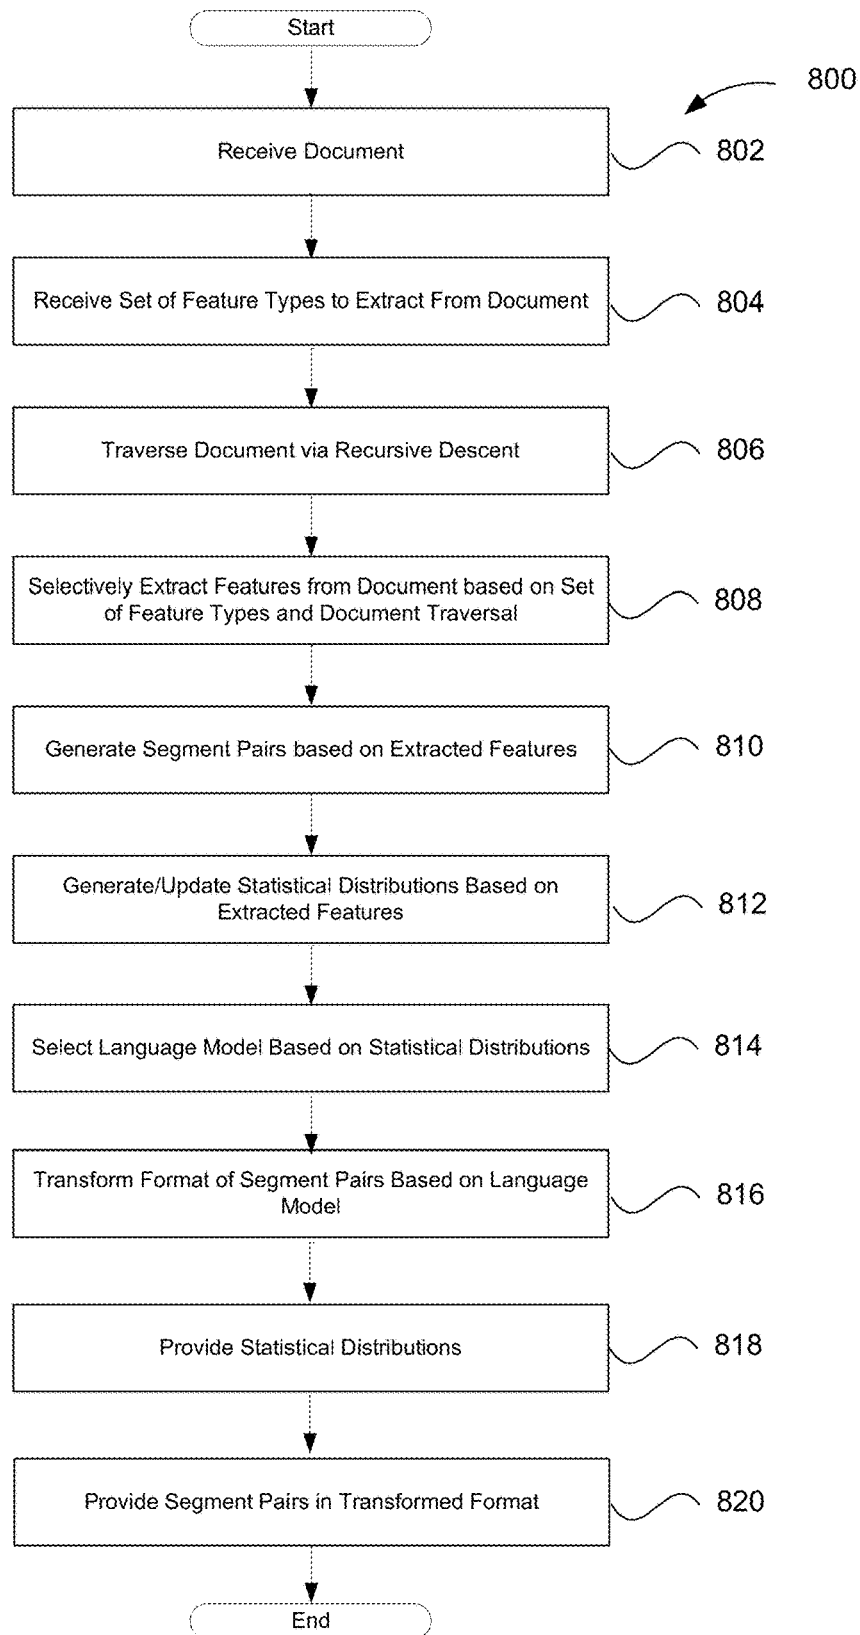 Start
800
Receive Document
802
Receive Set of Feature Types to Extract From Document
804
Traverse Document via Recursive Descent
806
Selectively Extract Features from Document based on Set
of Feature Types and Document Traversal
808
Generate Segment Pairs based on Extracted Features
810
Generate/Update Statistical Distributions Based on
Extracted Features
812
Select Language Model Based on Statistical Distributions
814
Transform Format of Segment Pairs Based on Language
Model
816
Provide Statistical Distributions
818
Provide Segment Pairs in Transformed Format
820
End